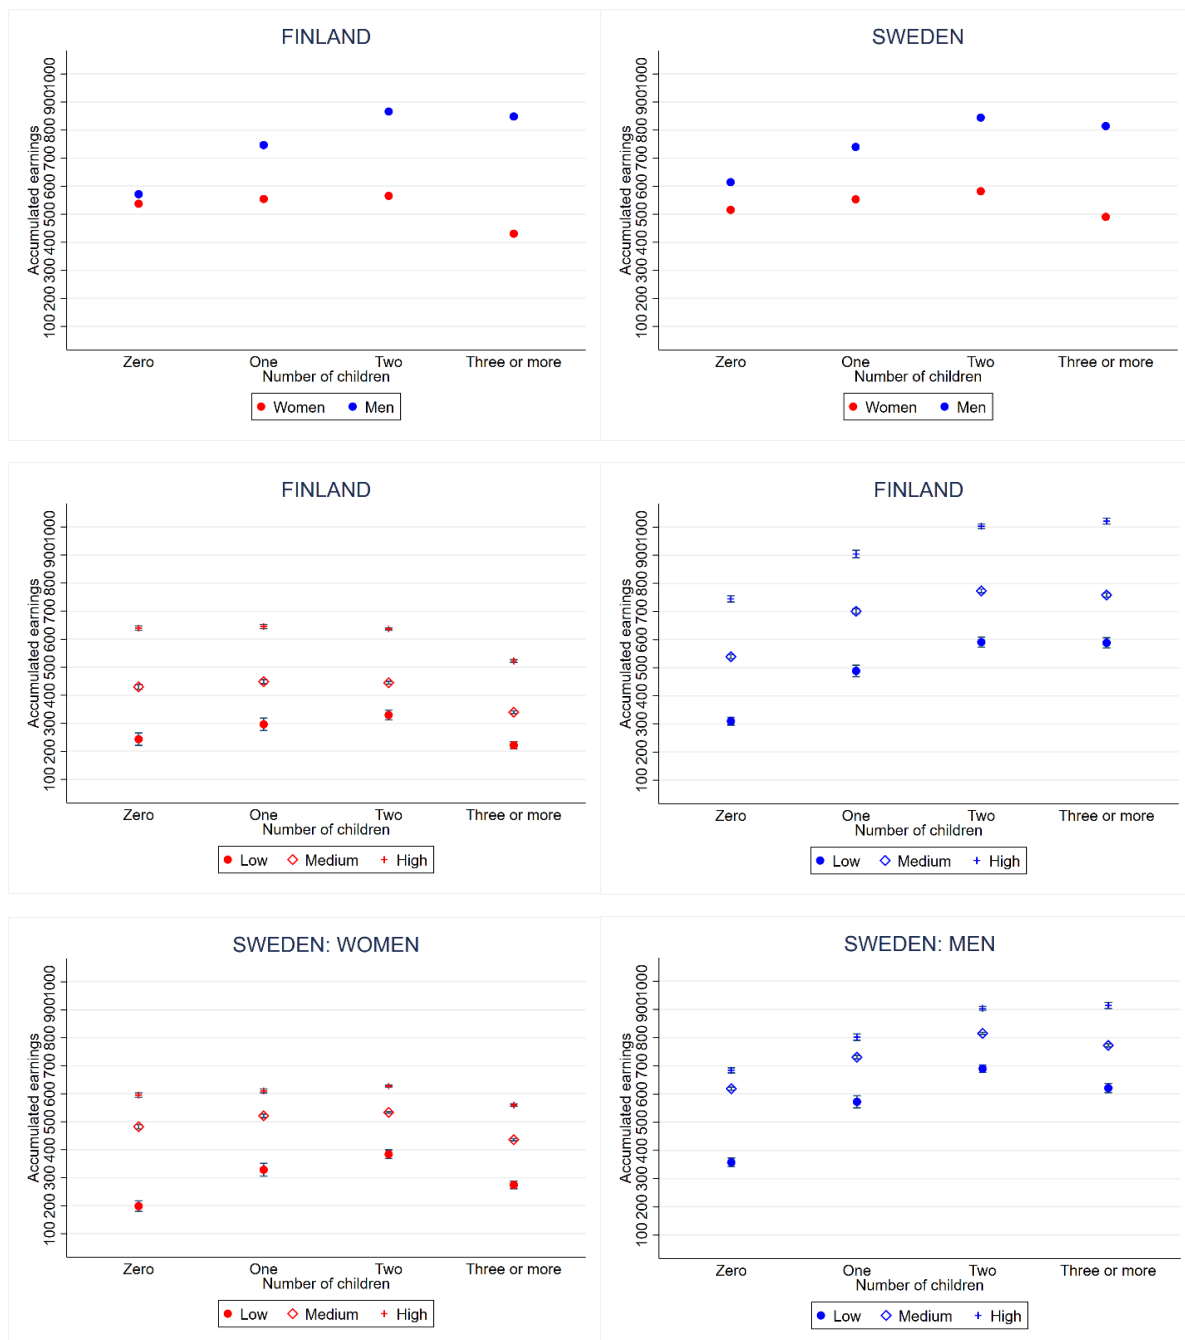 FINLAND
Accumulated earnings
100 200 300 400 500 600 700 800 900 1000
Zero One Two Three or more
Number of children
Women Men
SWEDEN
Accumulated earnings
100 200 300 400 500 600 700 800 900 1000
Zero One Two Three or more
Number of children
Women Men
FINLAND
Accumulated earnings
100 200 300 400 500 600 700 800 900 1000
Zero One Two Three or more
Number of children
Low Medium High
FINLAND
Accumulated earnings
100 200 300 400 500 600 700 800 900 1000
Zero One Two Three or more
Number of children
Low Medium High
SWEDEN: WOMEN
Accumulated earnings
100 200 300 400 500 600 700 800 900 1000
Zero One Two Three or more
Number of children
Low Medium High
SWEDEN: MEN
Accumulated earnings
100 200 300 400 500 600 700 800 900 1000
Zero One Two Three or more
Number of children
Low Medium High